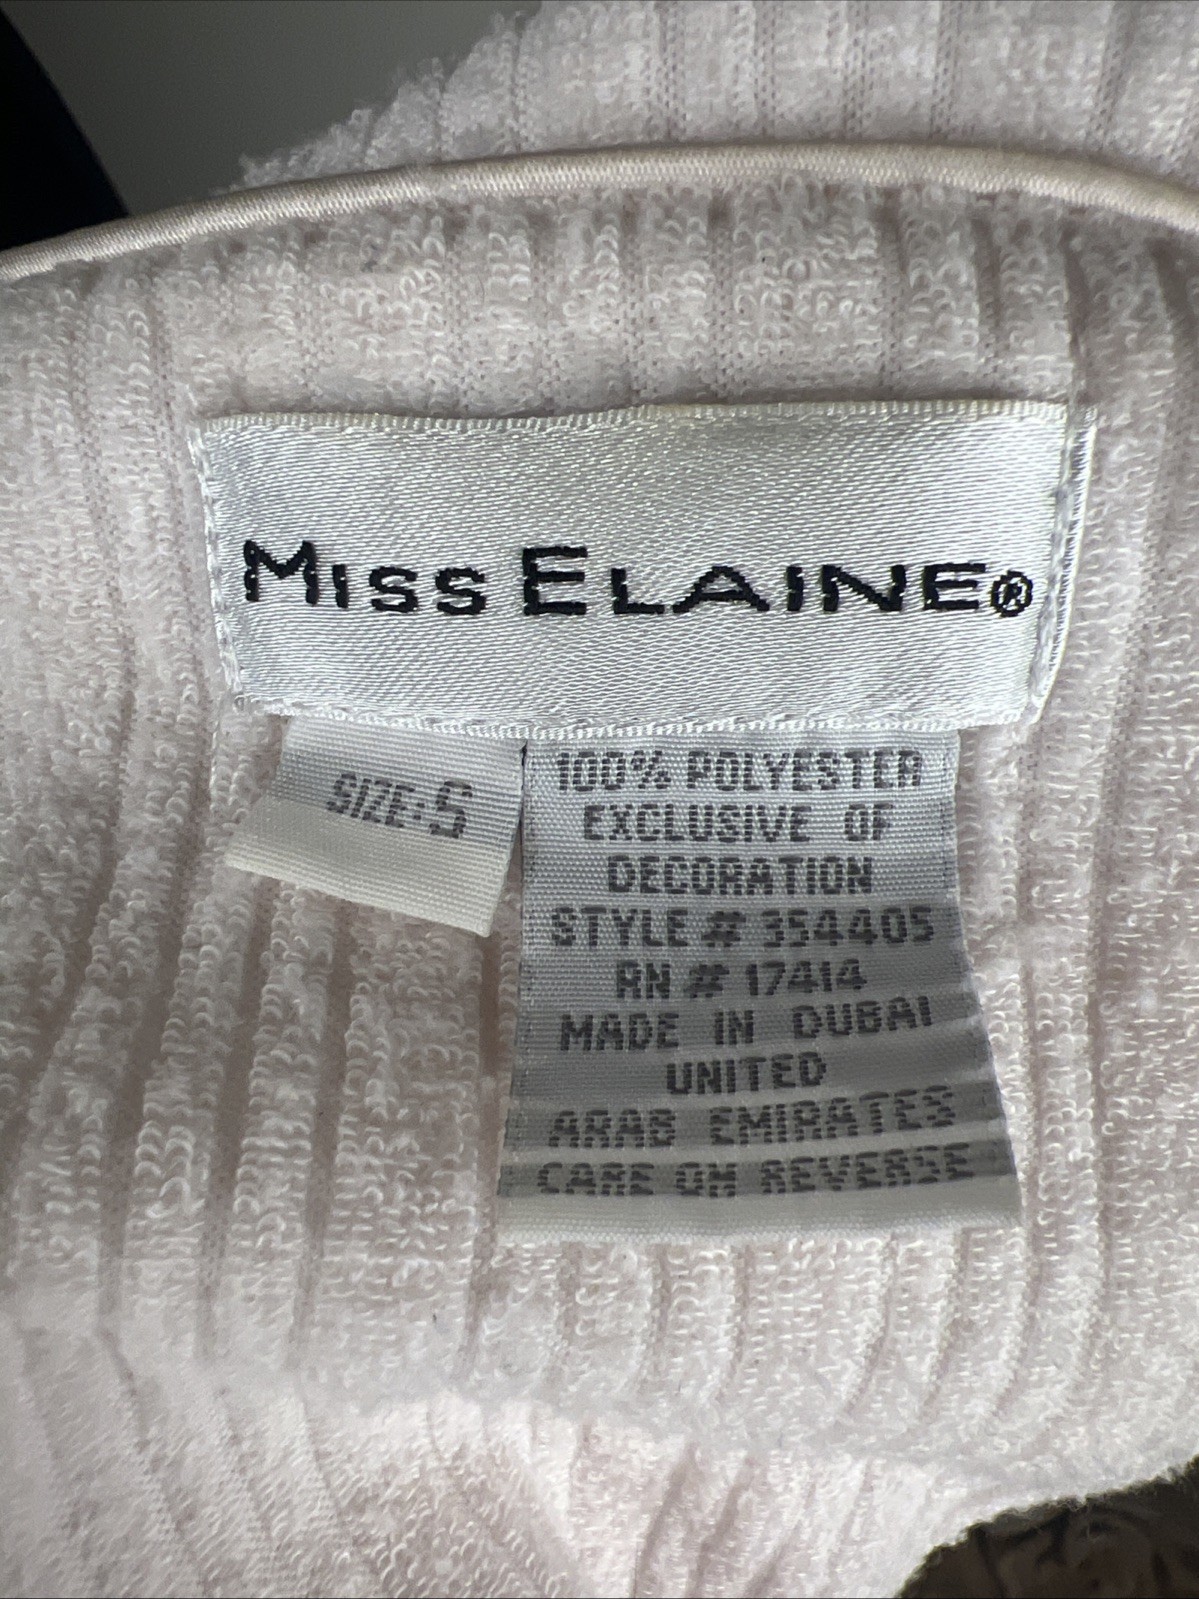 MISS ELAINE®
SIZE: S
100% POLYESTER
EXCLUSIVE OF
DECORATION
STYLE # 354405
RN # 17414
MADE IN DUBAI
UNITED
ARAB EMIRATES
CARE ON REVERSE